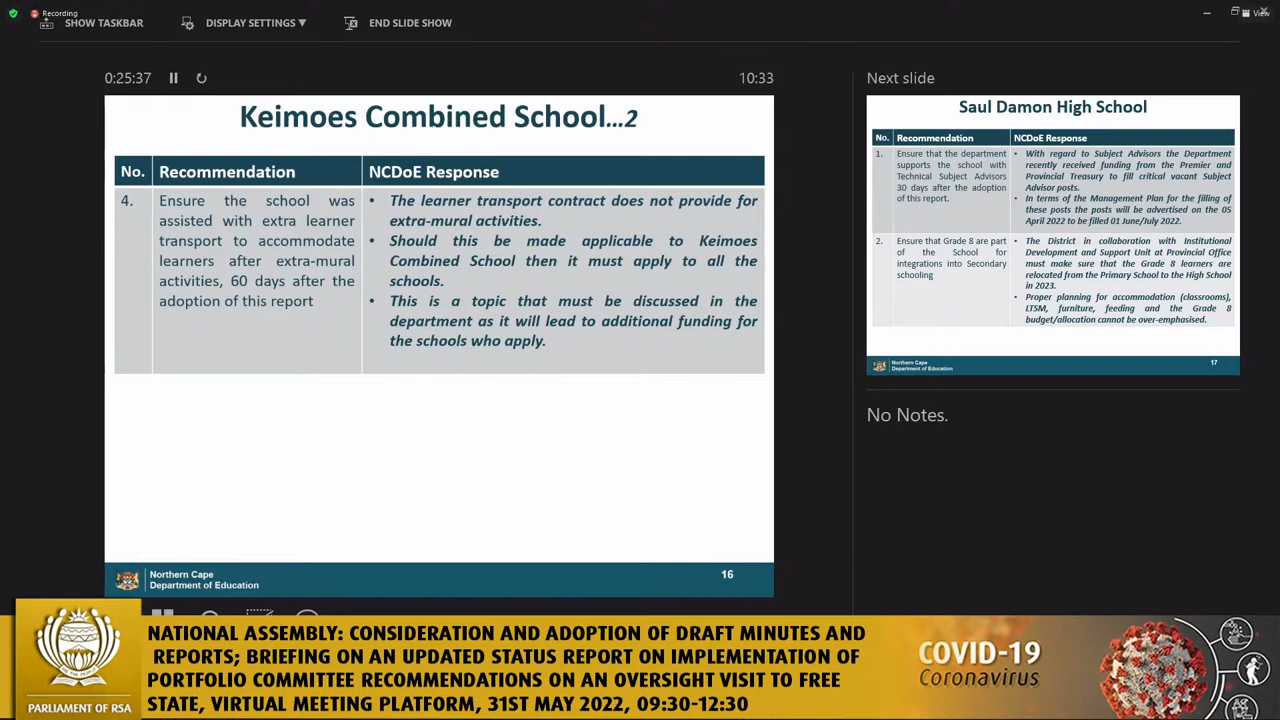 Recording
SHOW TASKBAR
DISPLAY SETTINGS ▼
END SLIDE SHOW
View
0:25:37
10:33
Keimoes Combined School...2
No. Recommendation NCDoE Response
4. Ensure the school was
assisted with extra learner
transport to accommodate
learners after extra-mural
activities, 60 days after the
adoption of this report
• The learner transport contract does not provide for
extra-mural activities.
• Should this be made applicable to Keimoes
Combined School then it must apply to all the
schools.
• This is a topic that must be discussed in the
department as it will lead to additional funding for
the schools who apply.
Northern Cape
Department of Education
16
Next slide
Saul Damon High School
No. Recommendation NCDoE Response
1. Ensure that the department
supports the school with
Technical Subject Advisors
30 days after the adoption
of this report.
• With regard to Subject Advisors the Department
recently received funding from the Premier and
Provincial Treasury to fill critical vacant Subject
Advisor posts.
• In terms of the Management Plan for the filling of
these posts the posts will be advertised on the 05
April 2022 to be filled 01 June/July 2022.
2. Ensure that Grade 8 are part
of the School for
integrations into Secondary
schooling
• The District in collaboration with Institutional
Development and Support Unit at Provincial Office
must make sure that the Grade 8 learners are
relocated from the Primary School to the High School
in 2023.
• Proper planning for accommodation (classrooms),
LTSM, furniture, feeding and the Grade 8
budget/allocation cannot be over-emphasised.
Northern Cape
Department of Education
17
No Notes.
PARLIAMENT OF RSA
NATIONAL ASSEMBLY: CONSIDERATION AND ADOPTION OF DRAFT MINUTES AND
REPORTS; BRIEFING ON AN UPDATED STATUS REPORT ON IMPLEMENTATION OF
PORTFOLIO COMMITTEE RECOMMENDATIONS ON AN OVERSIGHT VISIT TO FREE
STATE, VIRTUAL MEETING PLATFORM, 31ST MAY 2022, 09:30-12:30
COVID-19
Coronavirus